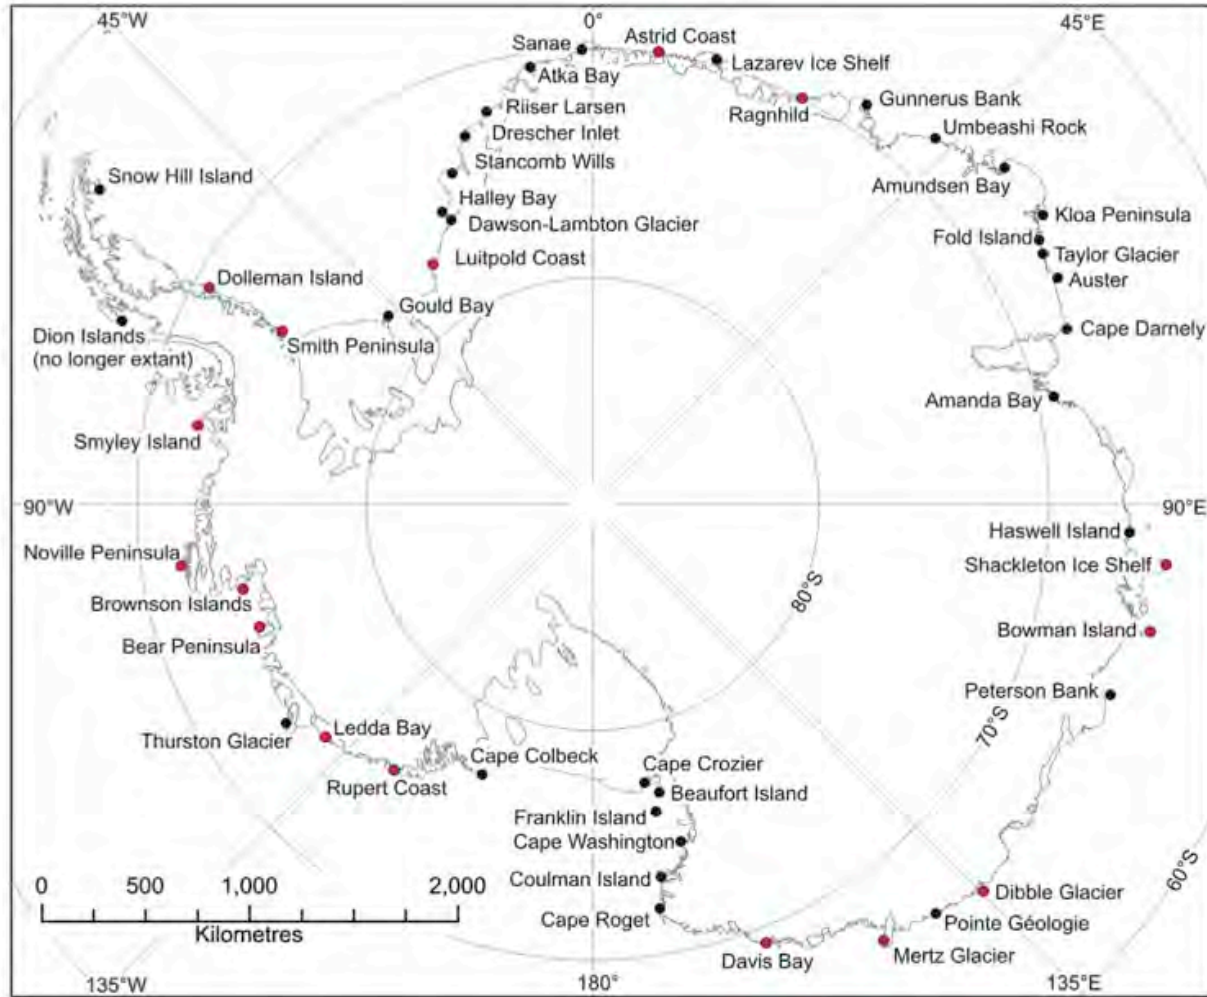 45°W
0°
45°E
Sanae
Astrid Coast
Atka Bay
Lazarev Ice Shelf
Riiser Larsen
Ragnhild
Gunnerus Bank
Drescher Inlet
Umbeashi Rock
Stancomb Wills
Snow Hill Island
Amundsen Bay
Halley Bay
Kloa Peninsula
Dawson-Lambton Glacier
Fold Island
Taylor Glacier
Luitpold Coast
Dolleman Island
Auster
Gould Bay
Dion Islands
(no longer extant)
Smith Peninsula
Cape Darnely
Amanda Bay
Smyley Island
90°W
90°E
Haswell Island
Noville Peninsula
Shackleton Ice Shelf
Brownson Islands
80°S
Bear Peninsula
Bowman Island
Peterson Bank
70°S
Thurston Glacier
Ledda Bay
Cape Colbeck
Cape Crozier
Rupert Coast
Beaufort Island
Franklin Island
Cape Washington
60°S
0 500 1,000 2,000
Kilometres
Coulman Island
Dibble Glacier
Cape Roget
Pointe Géologie
Davis Bay
Mertz Glacier
135°W
180°
135°E